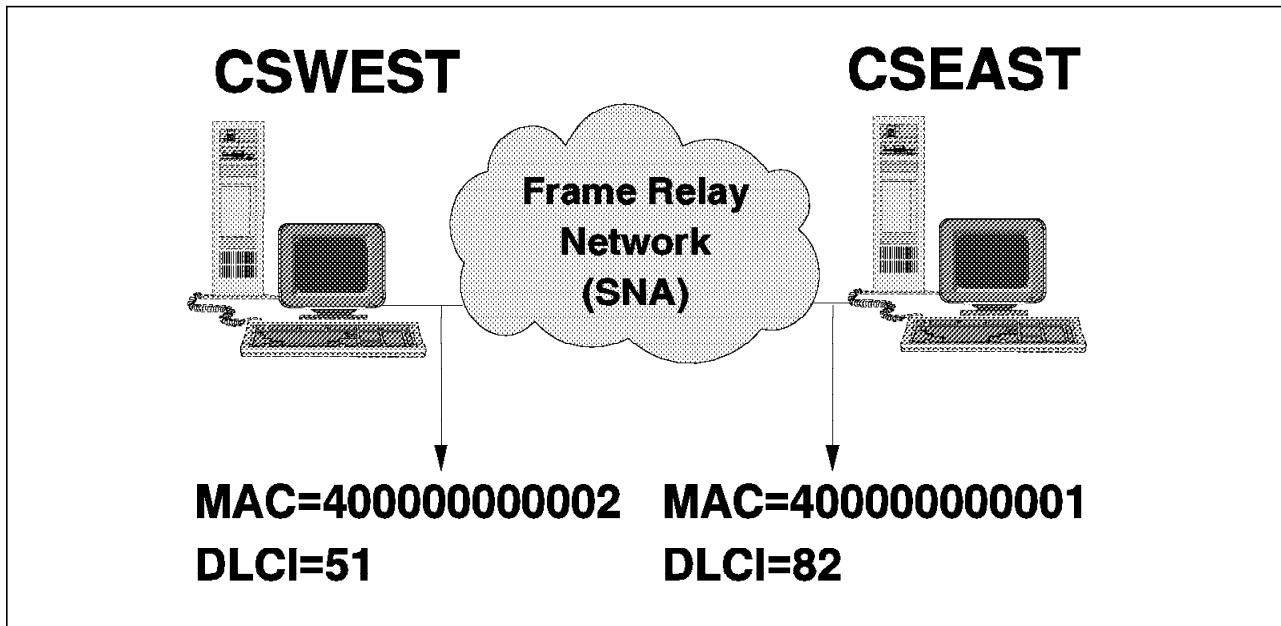 CSWEST
CSEAST
Frame Relay
Network
(SNA)
MAC=400000000002
DLCI=51
MAC=400000000001
DLCI=82